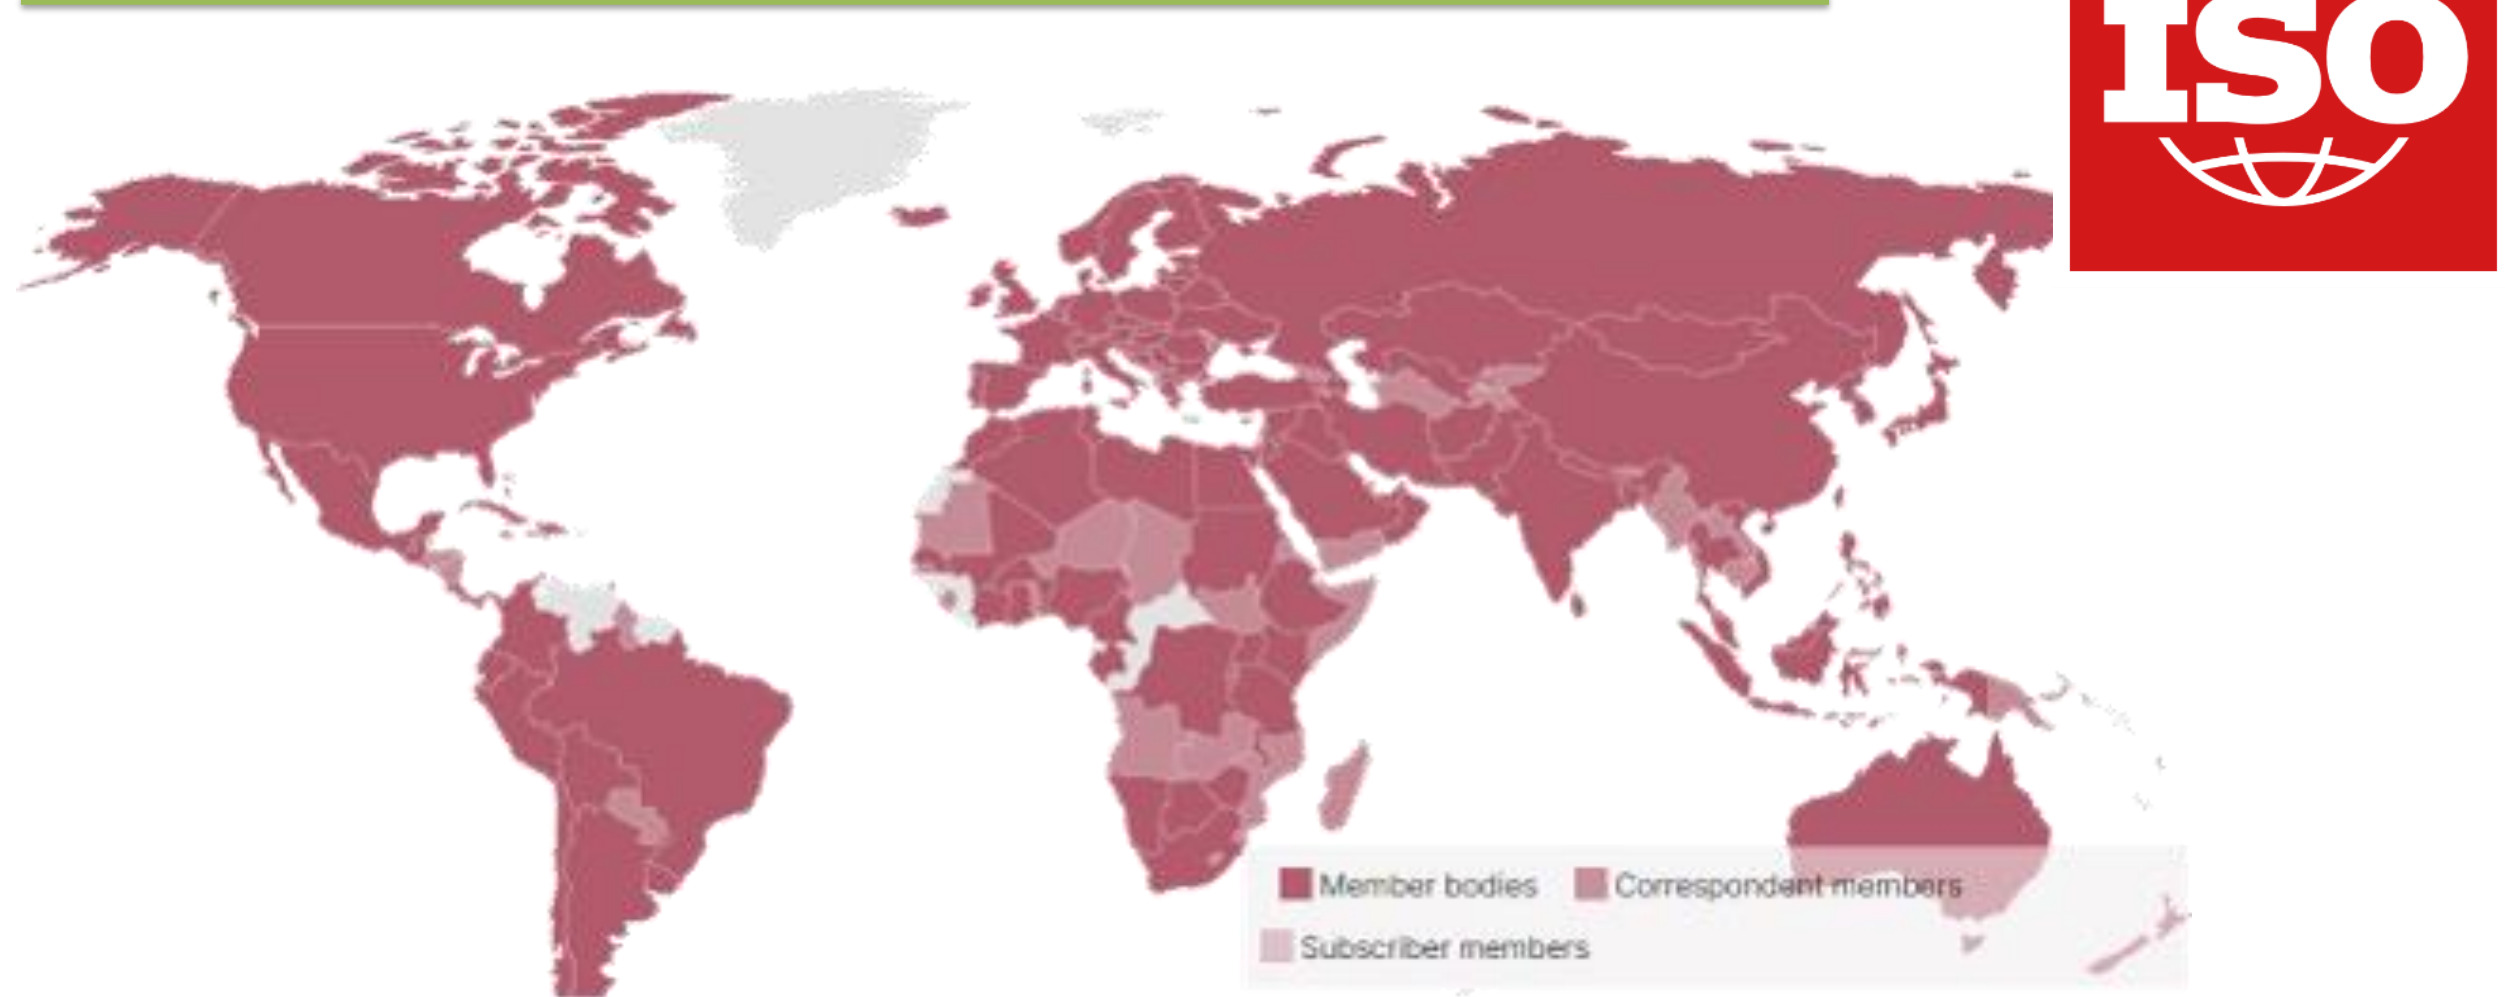 ISO
Member bodies
Correspondent members
Subscriber members